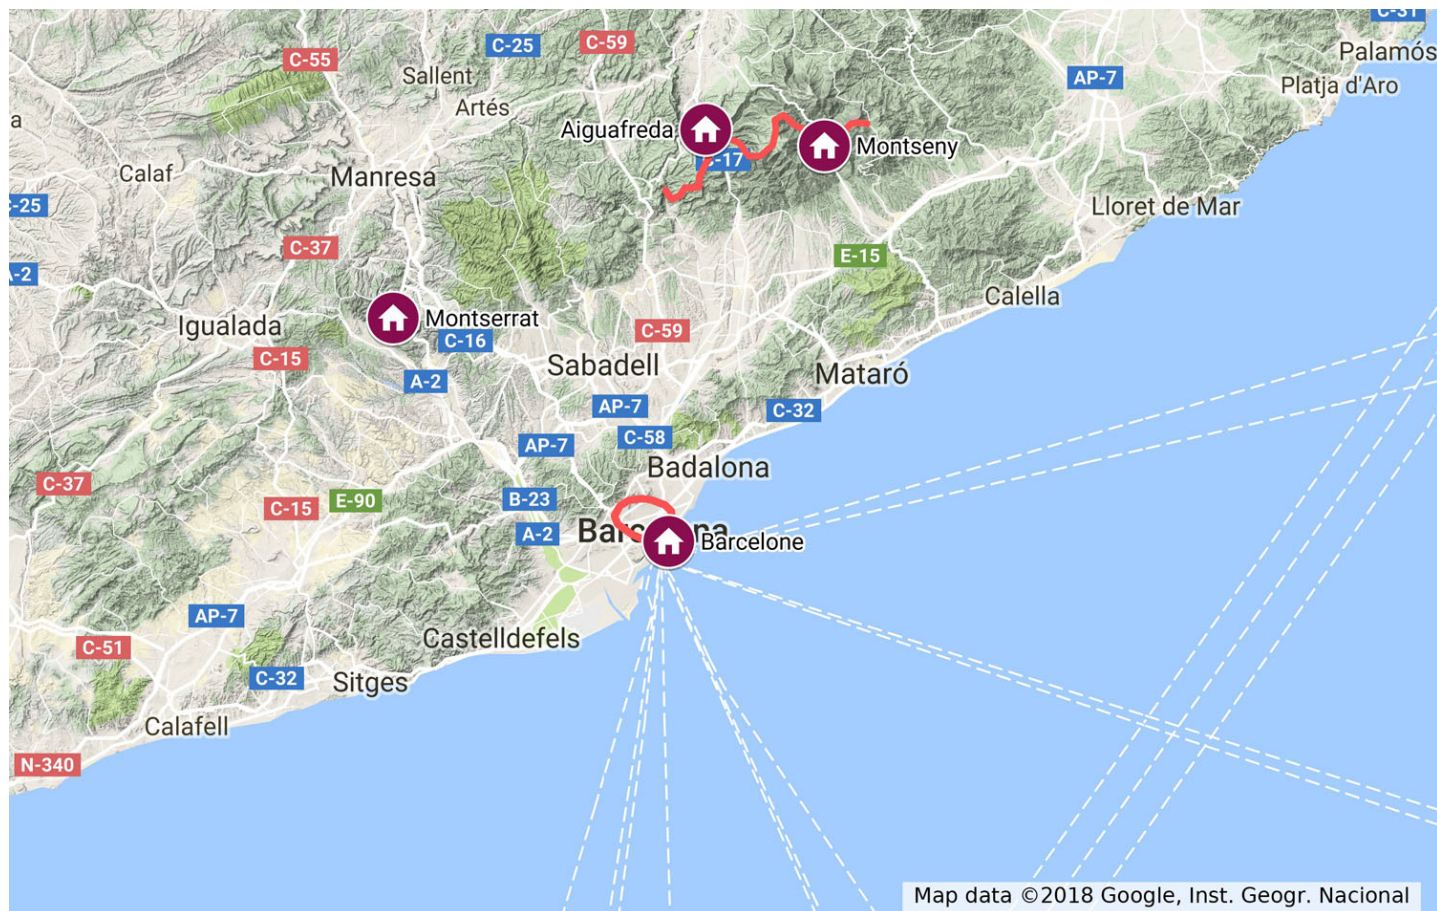 C-31
Palamós
C-25
C-59
C-55
Sallent
AP-7
Platja d'Aro
Artés
a
Aiguafreda
Montseny
C-17
Calaf
Manresa
C-25
Lloret de Mar
C-37
E-15
A-2
Calella
Montserrat
Igualada
C-59
C-16
C-15
Sabadell
Mataró
A-2
AP-7
C-32
C-58
AP-7
Badalona
C-37
E-90
B-23
C-15
A-2
Barcelona
Barcelone
AP-7
Castelldefels
C-51
C-32
Sitges
Calafell
N-340
Map data ©2018 Google, Inst. Geogr. Nacional